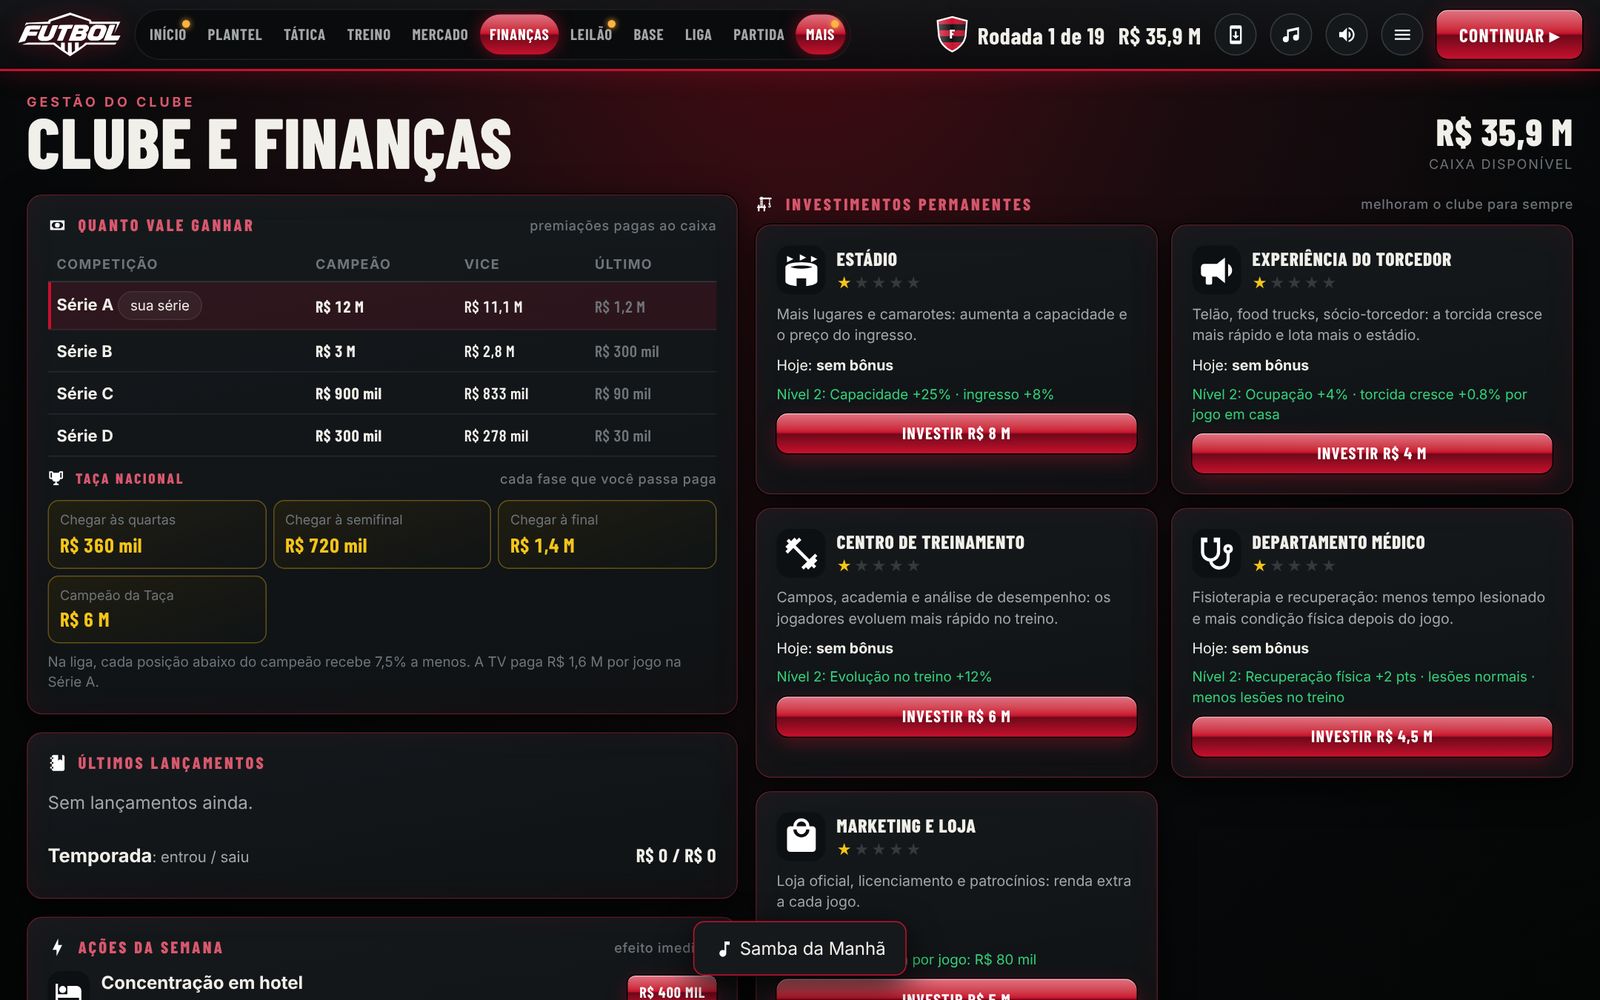 FUTBOL
INÍCIO PLANTEL TÁTICA TREINO MERCADO FINANÇAS LEILÃO BASE LIGA PARTIDA MAIS
F Rodada 1 de 19 R$ 35,9 M CONTINUAR ▶
GESTÃO DO CLUBE
CLUBE E FINANÇAS
R$ 35,9 M
CAIXA DISPONÍVEL
QUANTO VALE GANHAR premiações pagas ao caixa
COMPETIÇÃO CAMPEÃO VICE ÚLTIMO
Série A sua série R$ 12 M R$ 11,1 M R$ 1,2 M
Série B R$ 3 M R$ 2,8 M R$ 300 mil
Série C R$ 900 mil R$ 833 mil R$ 90 mil
Série D R$ 300 mil R$ 278 mil R$ 30 mil
TAÇA NACIONAL cada fase que você passa paga
Chegar às quartas
R$ 360 mil
Chegar à semifinal
R$ 720 mil
Chegar à final
R$ 1,4 M
Campeão da Taça
R$ 6 M
Na liga, cada posição abaixo do campeão recebe 7,5% a menos. A TV paga R$ 1,6 M por jogo na
Série A.
ÚLTIMOS LANÇAMENTOS
Sem lançamentos ainda.
Temporada: entrou / saiu R$ 0 / R$ 0
AÇÕES DA SEMANA efeito
Concentração em hotel
R$ 400 MIL
INVESTIMENTOS PERMANENTES melhoram o clube para sempre
ESTÁDIO
★★★★★
Mais lugares e camarotes: aumenta a capacidade e
o preço do ingresso.
Hoje: sem bônus
Nível 2: Capacidade +25% · ingresso +8%
INVESTIR R$ 8 M
EXPERIÊNCIA DO TORCEDOR
★★★★★
Telão, food trucks, sócio-torcedor: a torcida cresce
mais rápido e lota mais o estádio.
Hoje: sem bônus
Nível 2: Ocupação +4% · torcida cresce +0.8% por
jogo em casa
INVESTIR R$ 4 M
CENTRO DE TREINAMENTO
★★★★★
Campos, academia e análise de desempenho: os
jogadores evoluem mais rápido no treino.
Hoje: sem bônus
Nível 2: Evolução no treino +12%
INVESTIR R$ 6 M
DEPARTAMENTO MÉDICO
★★★★★
Fisioterapia e recuperação: menos tempo lesionado
e mais condição física depois do jogo.
Hoje: sem bônus
Nível 2: Recuperação física +2 pts · lesões normais ·
menos lesões no treino
INVESTIR R$ 4,5 M
MARKETING E LOJA
★★★★★
Loja oficial, licenciamento e patrocínios: renda extra
a cada jogo.
por jogo: R$ 80 mil
INVESTIR R$ 5 M
Samba da Manhã